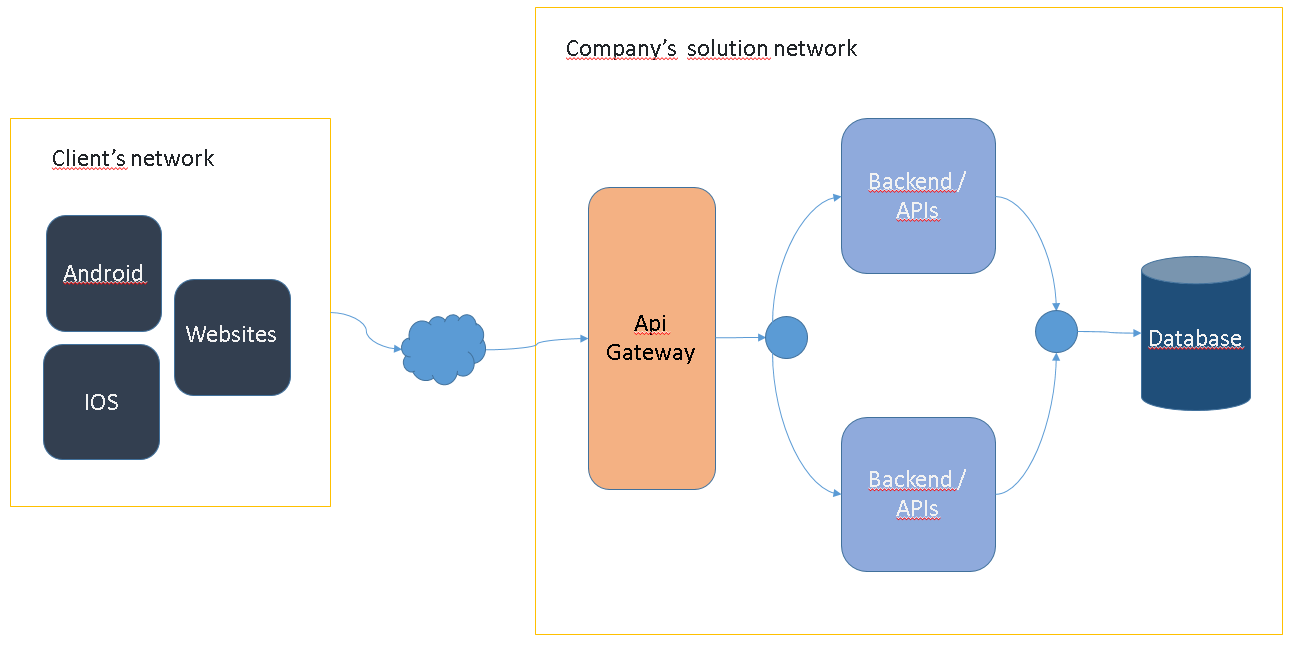 Company’s  solution network
Client’s network
Android
Websites
IOS
Api
Gateway
Backend /
APIs
Backend /
APIs
Database